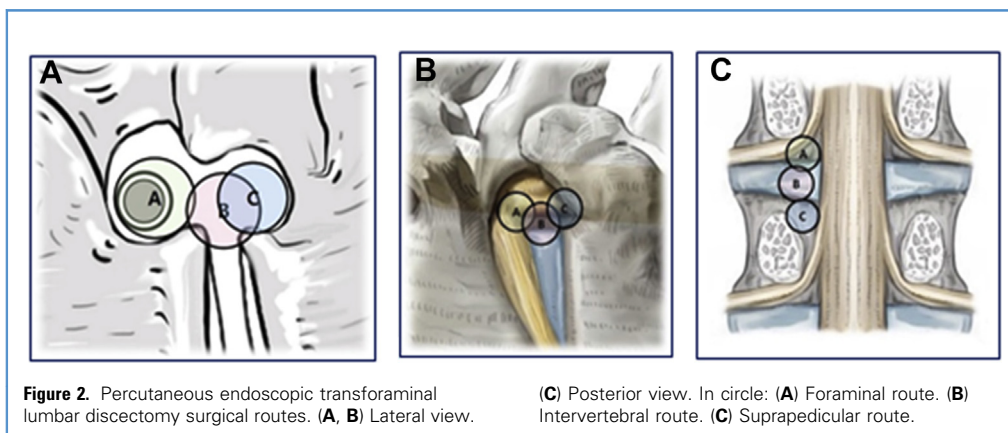 A
B
C
A
B
C
A
B
C
A
B
C
Figure 2. Percutaneous endoscopic transforaminal
lumbar discectomy surgical routes. (A, B) Lateral view.
(C) Posterior view. In circle: (A) Foraminal route. (B)
Intervertebral route. (C) Suprapedicular route.